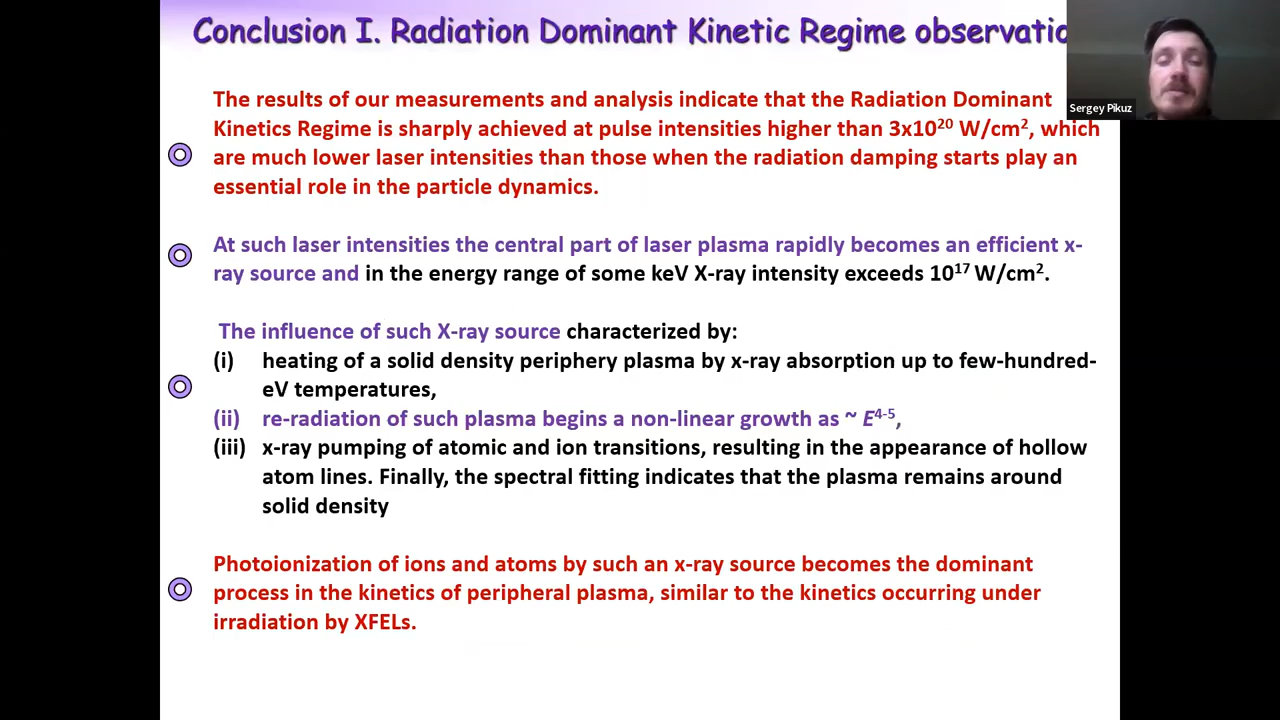 Conclusion I. Radiation Dominant Kinetic Regime observatio
Sergey Pikuz
The results of our measurements and analysis indicate that the Radiation Dominant
Kinetics Regime is sharply achieved at pulse intensities higher than 3x10²⁰ W/cm², which
are much lower laser intensities than those when the radiation damping starts play an
essential role in the particle dynamics.
At such laser intensities the central part of laser plasma rapidly becomes an efficient x-
ray source and in the energy range of some keV X-ray intensity exceeds 10¹⁷ W/cm².
The influence of such X-ray source characterized by:
(i) heating of a solid density periphery plasma by x-ray absorption up to few-hundred-
eV temperatures,
(ii) re-radiation of such plasma begins a non-linear growth as ~ E⁴⁻⁵,
(iii) x-ray pumping of atomic and ion transitions, resulting in the appearance of hollow
atom lines. Finally, the spectral fitting indicates that the plasma remains around
solid density
Photoionization of ions and atoms by such an x-ray source becomes the dominant
process in the kinetics of peripheral plasma, similar to the kinetics occurring under
irradiation by XFELs.